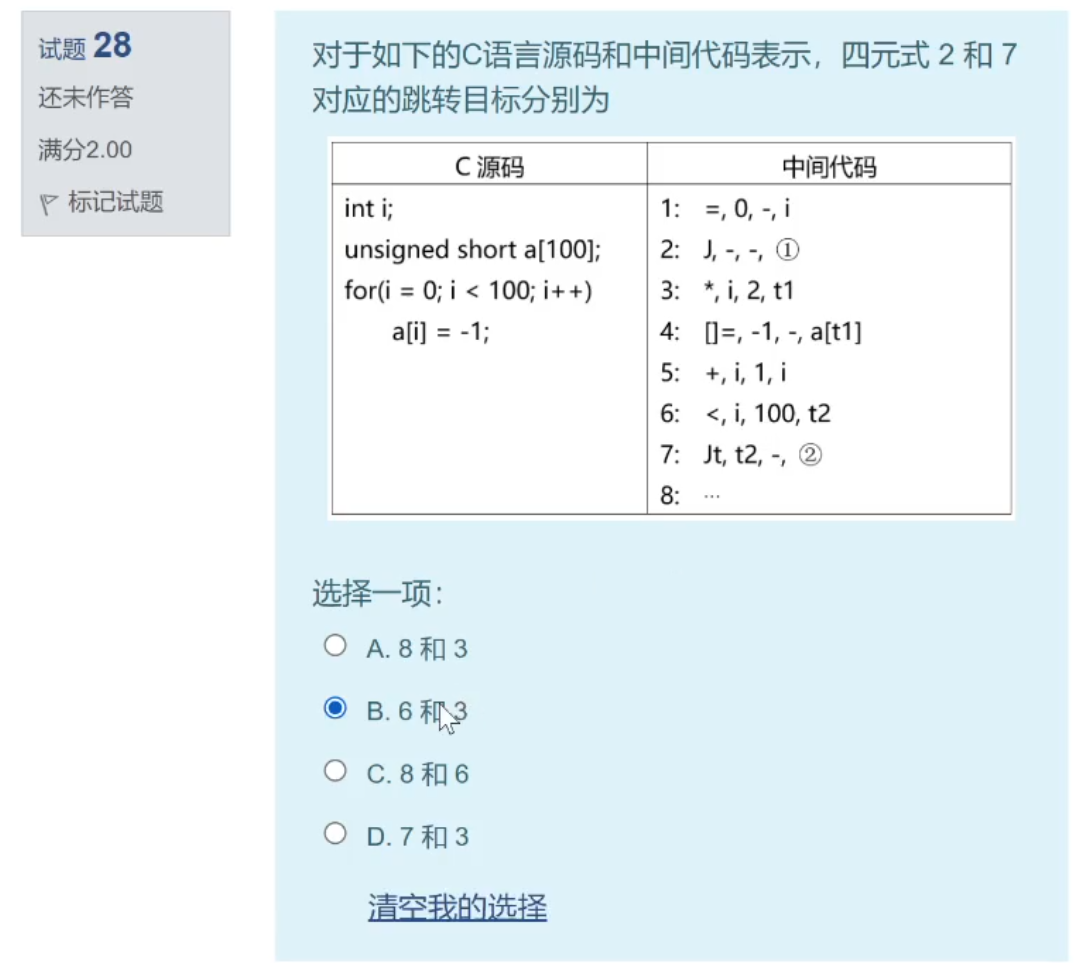 试题 28
还未作答
满分2.00
标记试题
对于如下的C语言源码和中间代码表示，四元式 2 和 7
对应的跳转目标分别为
C 源码
int i;
unsigned short a[100];
for(i = 0; i < 100; i++)
a[i] = -1;
中间代码
1: =, 0, -, i
2: J, -, -, ①
3: *, i, 2, t1
4: []=, -1, -, a[t1]
5: +, i, 1, i
6: <, i, 100, t2
7: Jt, t2, -, ②
8: ···
选择一项：
A. 8 和 3
B. 6 和 3
C. 8 和 6
D. 7 和 3
清空我的选择